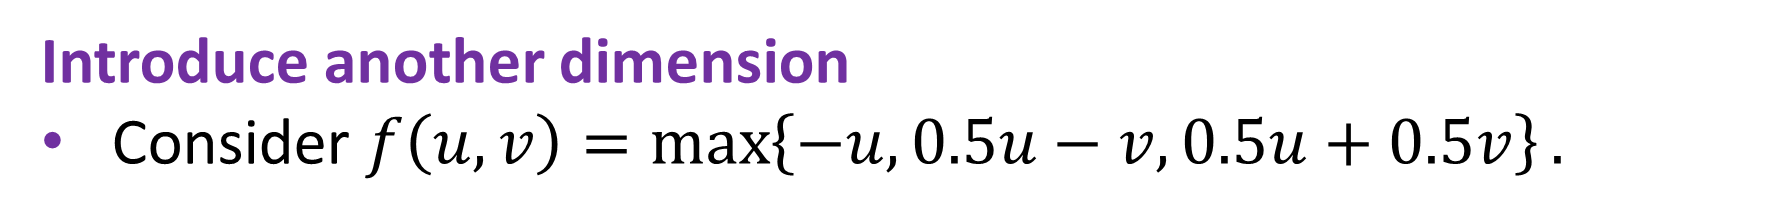 Introduce another dimension
• Consider f(u, v) = max{−u, 0.5u − v, 0.5u + 0.5v} .